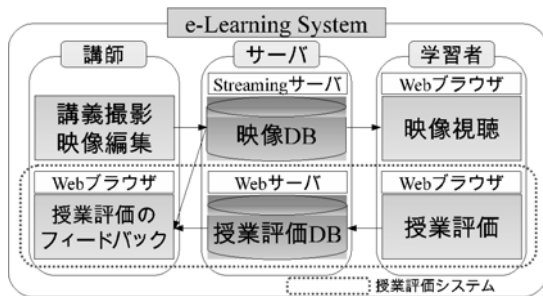 e-Learning System
講師
サーバ
学習者
Streamingサーバ
Webブラウザ
講義撮影
映像編集
映像DB
映像視聴
Webブラウザ
Webサーバ
Webブラウザ
授業評価の
フィードバック
授業評価DB
授業評価
授業評価システム